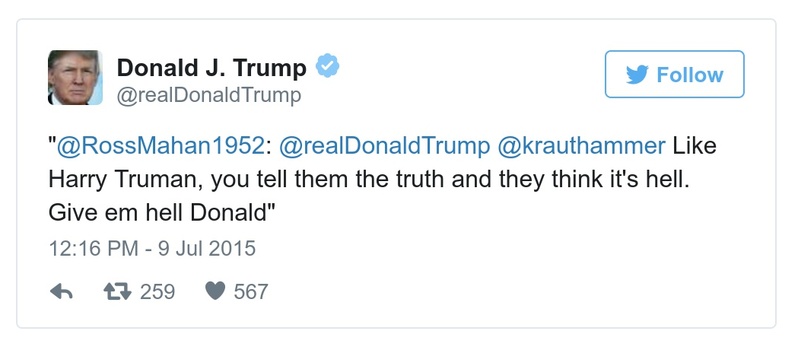 Donald J. Trump
@realDonaldTrump
Follow
"@RossMahan1952: @realDonaldTrump @krauthammer Like
Harry Truman, you tell them the truth and they think it's hell.
Give em hell Donald"
12:16 PM - 9 Jul 2015
259 567